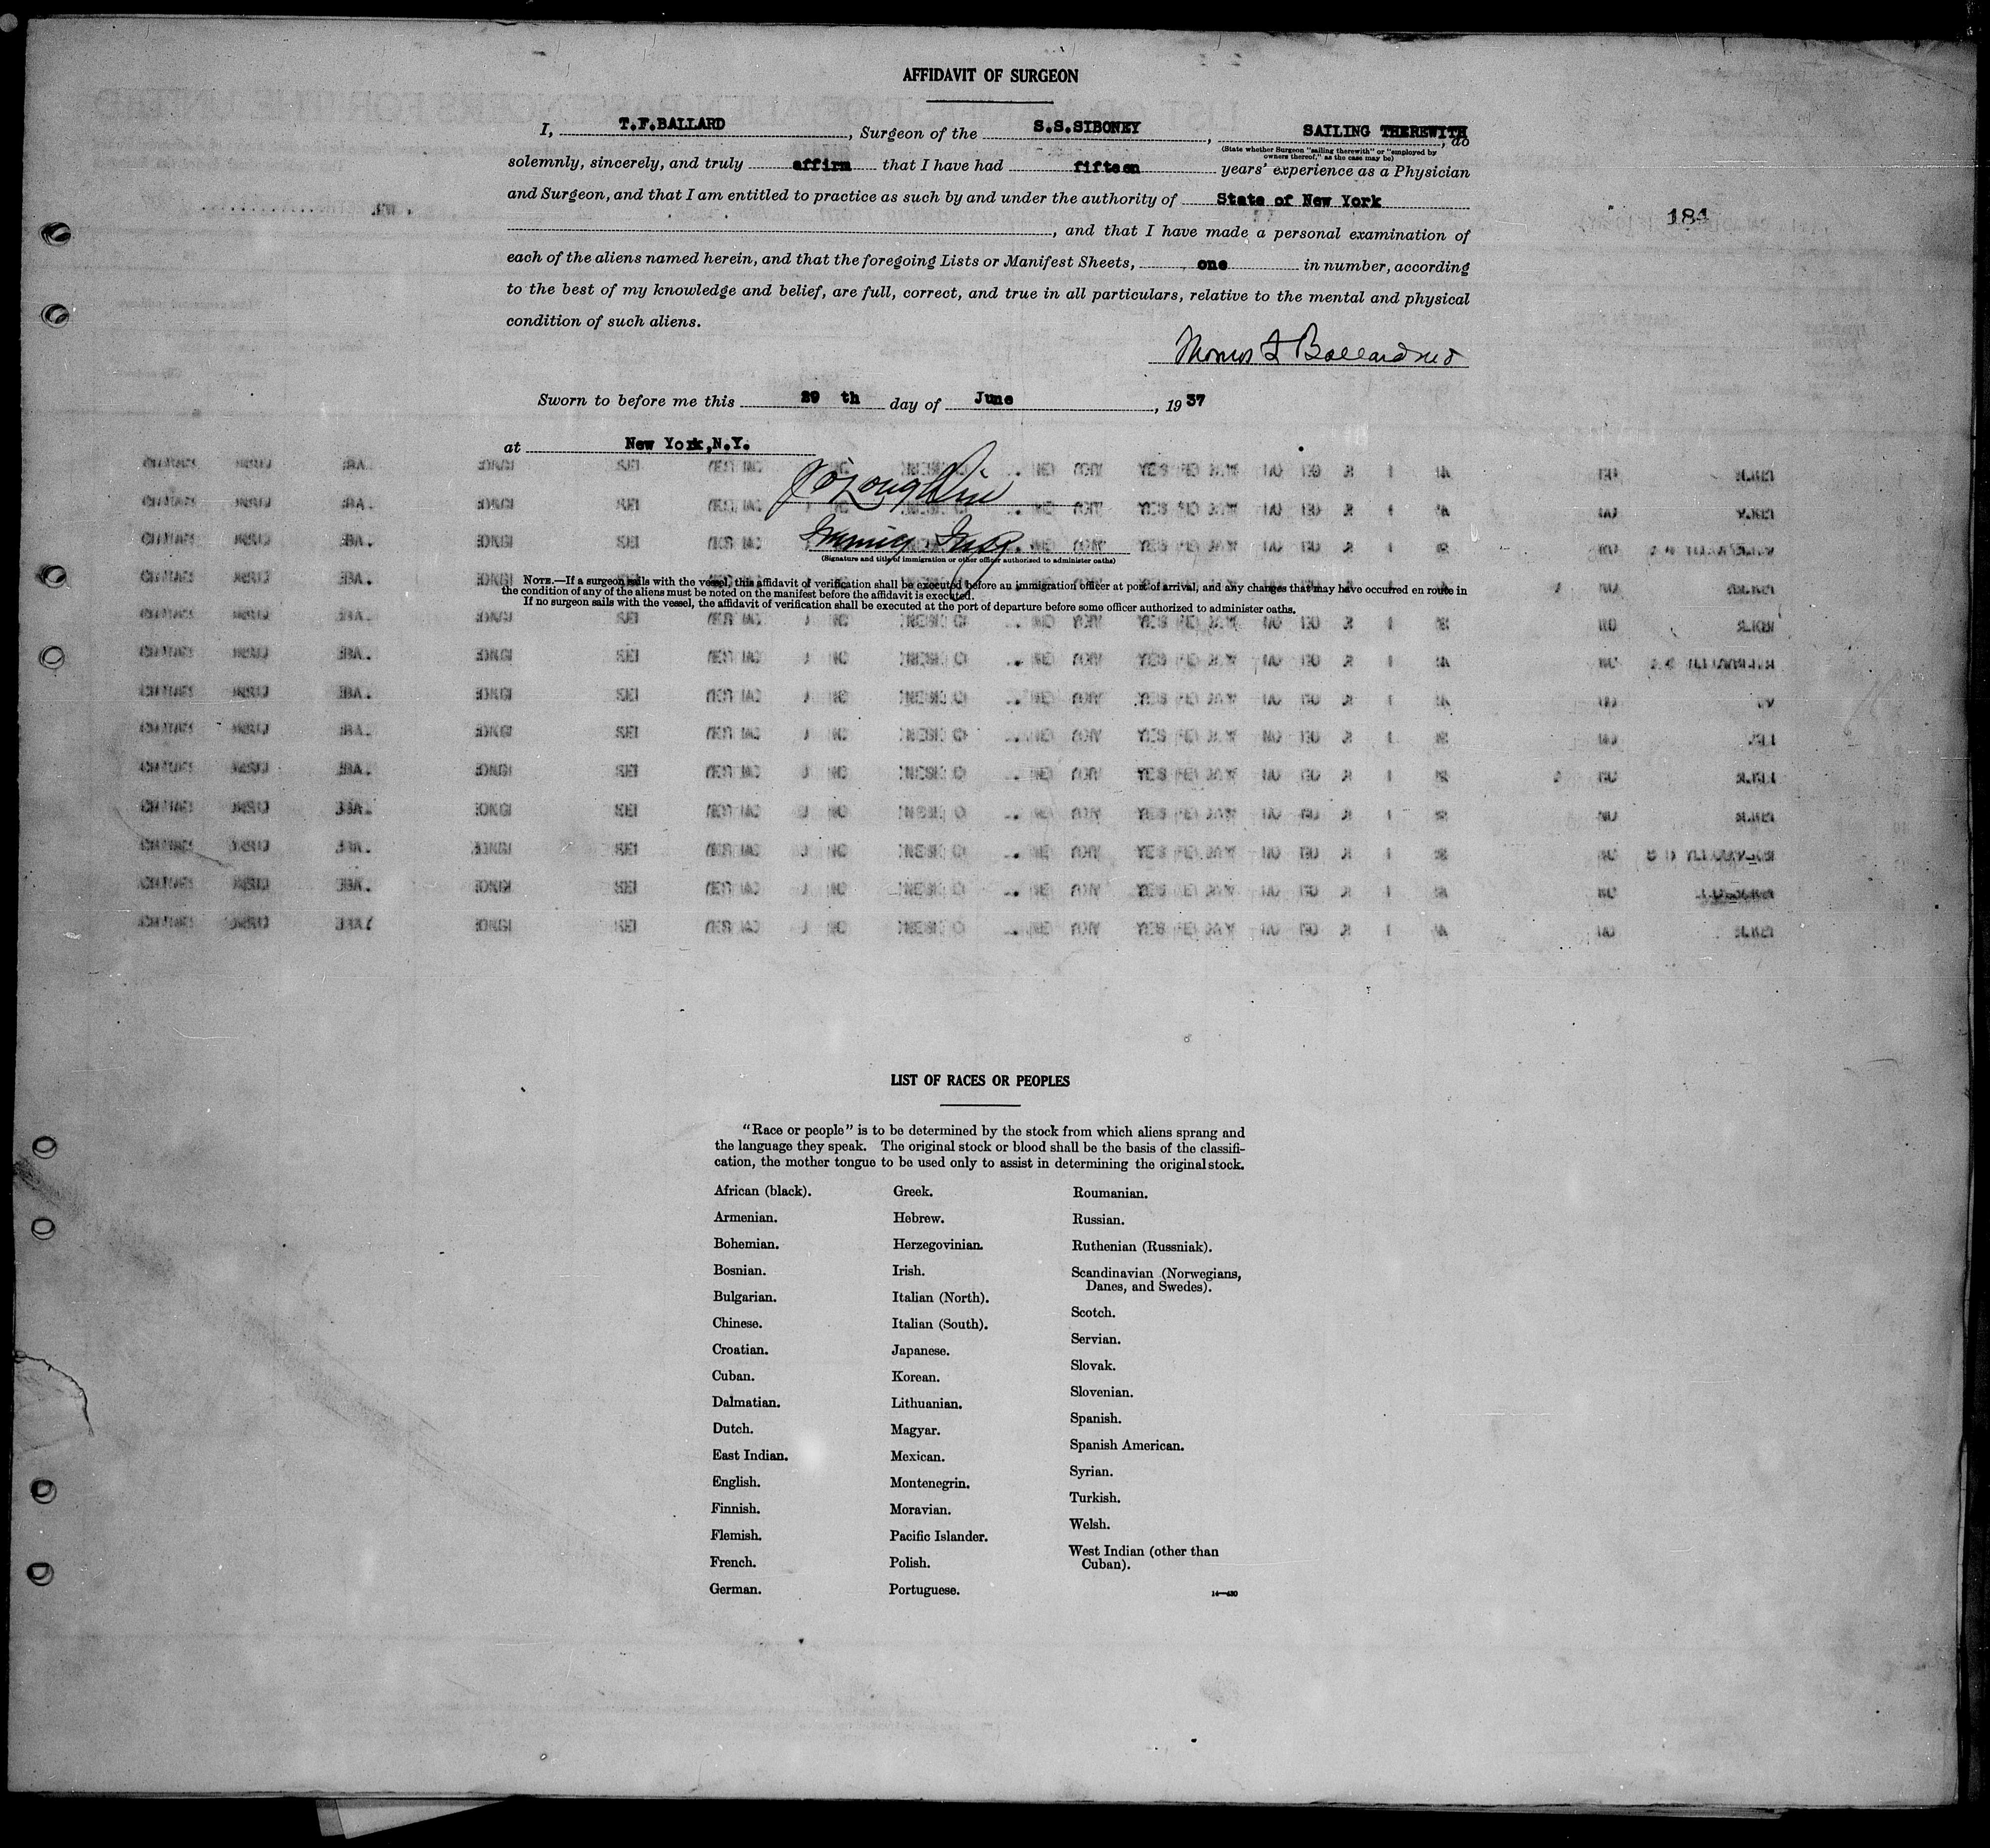 AFFIDAVIT OF SURGEON
I, T.F.BALLARD, Surgeon of the S.S.SIBONEY, SAILING THEREWITH, do
(State whether Surgeon "sailing therewith" or "employed by
owners thereof," as the case may be)
solemnly, sincerely, and truly affirm that I have had fifteen years' experience as a Physician
and Surgeon, and that I am entitled to practice as such by and under the authority of State of New York
184
, and that I have made a personal examination of
each of the aliens named herein, and that the foregoing Lists or Manifest Sheets, one in number, according
to the best of my knowledge and belief, are full, correct, and true in all particulars, relative to the mental and physical
condition of such aliens.
Thomas F Ballard MD
Sworn to before me this 29 th day of June, 1937
at New York,N.Y.
J O'Loughlin
Immig. Insp.
(Signature and title of immigration or other officer authorized to administer oaths)
NOTE.—If a surgeon sails with the vessel, this affidavit of verification shall be executed before an immigration officer at port of arrival, and any changes that may have occurred en route in
the condition of any of the aliens must be noted on the manifest before the affidavit is executed.
If no surgeon sails with the vessel, the affidavit of verification shall be executed at the port of departure before some officer authorized to administer oaths.
LIST OF RACES OR PEOPLES
"Race or people" is to be determined by the stock from which aliens sprang and
the language they speak. The original stock or blood shall be the basis of the classifi-
cation, the mother tongue to be used only to assist in determining the original stock.
African (black).
Armenian.
Bohemian.
Bosnian.
Bulgarian.
Chinese.
Croatian.
Cuban.
Dalmatian.
Dutch.
East Indian.
English.
Finnish.
Flemish.
French.
German.
Greek.
Hebrew.
Herzegovinian.
Irish.
Italian (North).
Italian (South).
Japanese.
Korean.
Lithuanian.
Magyar.
Mexican.
Montenegrin.
Moravian.
Pacific Islander.
Polish.
Portuguese.
Roumanian.
Russian.
Ruthenian (Russniak).
Scandinavian (Norwegians,
Danes, and Swedes).
Scotch.
Servian.
Slovak.
Slovenian.
Spanish.
Spanish American.
Syrian.
Turkish.
Welsh.
West Indian (other than
Cuban).
14—430